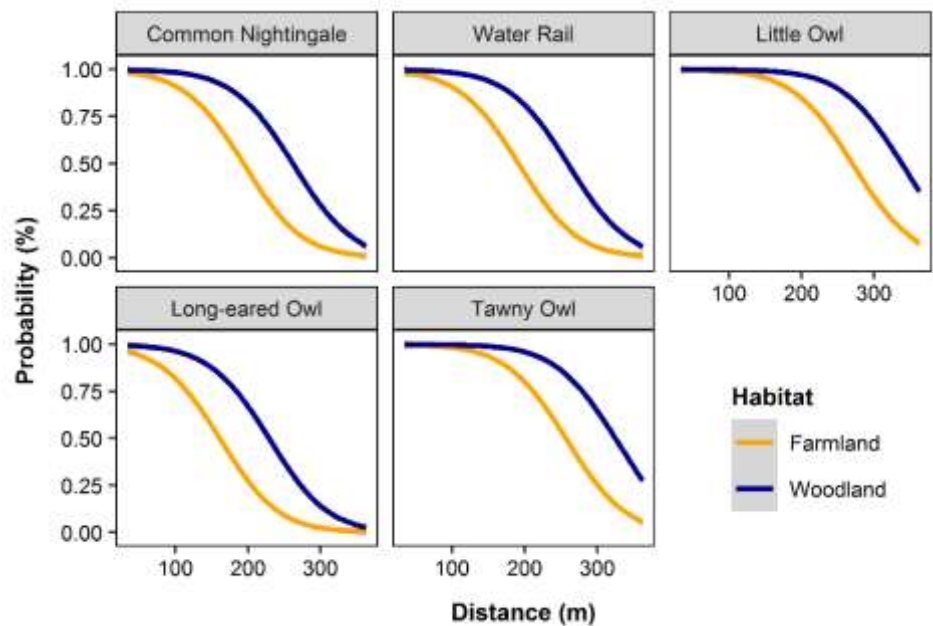 Common Nightingale
Water Rail
Little Owl
1.00
0.75
0.50
0.25
0.00
100 200 300
Long-eared Owl
Tawny Owl
1.00
0.75
0.50
0.25
0.00
100 200 300
100 200 300
Probability (%)
Distance (m)
Habitat
Farmland
Woodland